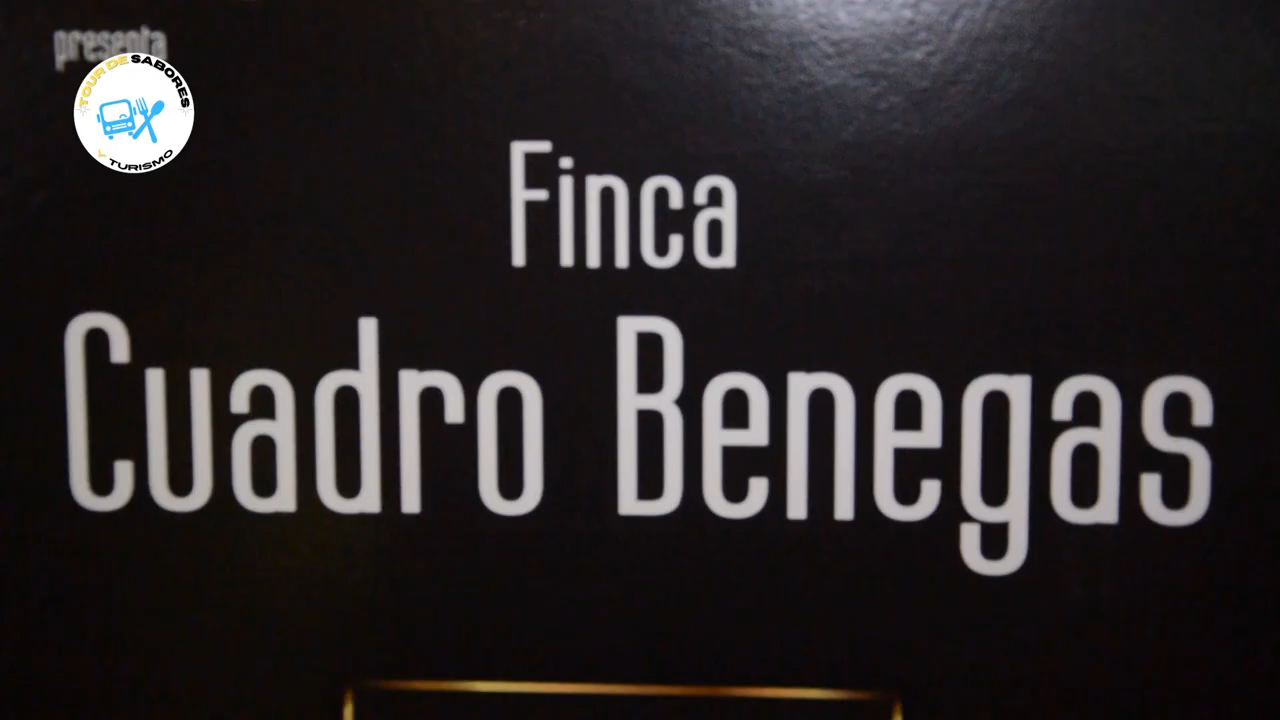 presenta
TOUR DE SABORES
Y TURISMO
Finca
Cuadro Benegas